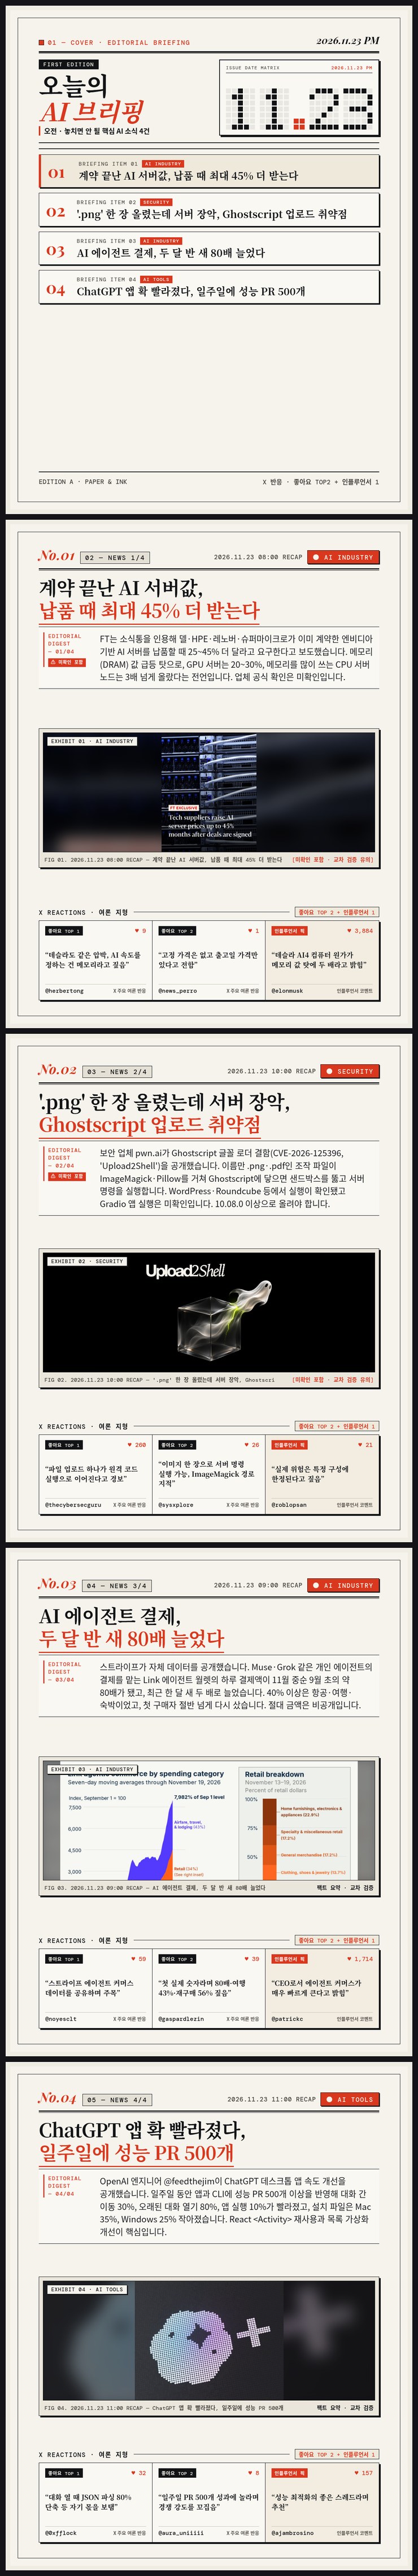 01 — COVER · EDITORIAL BRIEFING
2026.11.23 PM
FIRST EDITION
오늘의
AI 브리핑
오전 · 놓치면 안 될 핵심 AI 소식 4건
ISSUE DATE MATRIX
2026.11.23 PM
11.23
01
BRIEFING ITEM 01 AI INDUSTRY
계약 끝난 AI 서버값, 납품 때 최대 45% 더 받는다
02
BRIEFING ITEM 02 SECURITY
'.png' 한 장 올렸는데 서버 장악, Ghostscript 업로드 취약점
03
BRIEFING ITEM 03 AI INDUSTRY
AI 에이전트 결제, 두 달 반 새 80배 늘었다
04
BRIEFING ITEM 04 AI TOOLS
ChatGPT 앱 확 빨라졌다, 일주일에 성능 PR 500개
EDITION A · PAPER & INK
X 반응 · 좋아요 TOP2 + 인플루언서 1
No.01
02 — NEWS 1/4
2026.11.23 08:00 RECAP
AI INDUSTRY
계약 끝난 AI 서버값,
납품 때 최대 45% 더 받는다
EDITORIAL
DIGEST
— 01/04
⚠ 미확인 포함
FT는 소식통을 인용해 델·HPE·레노버·슈퍼마이크로가 이미 계약한 엔비디아
기반 AI 서버를 납품할 때 25~45% 더 달라고 요구한다고 보도했습니다. 메모리
(DRAM) 값 급등 탓으로, GPU 서버는 20~30%, 메모리를 많이 쓰는 CPU 서버
노드는 3배 넘게 올랐다는 전언입니다. 업체 공식 확인은 미확인입니다.
EXHIBIT 01 · AI INDUSTRY
FT EXCLUSIVE
Tech suppliers raise AI
server prices up to 45%
months after deals are signed
FIG 01. 2026.11.23 08:00 RECAP — 계약 끝난 AI 서버값, 납품 때 최대 45% 더 받는다
[미확인 포함 · 교차 검증 유의]
X REACTIONS · 여론 지형
좋아요 TOP 2 + 인플루언서 1
좋아요 TOP 1
♥ 9
“데슬라도 같은 압박, AI 속도를
정하는 건 메모리라고 짚음”
@herbertong
X 주요 여론 반응
좋아요 TOP 2
♥ 1
“고정 가격은 없고 출고일 가격만
있다고 전함”
@news_perro
X 주요 여론 반응
인플루언서 픽
♥ 3,664
“테슬라 AI4 컴퓨터 원가가
메모리 값 탓에 두 배라고 밝힘”
@elonmusk
인플루언서 코멘트
No.02
03 — NEWS 2/4
2026.11.23 10:00 RECAP
SECURITY
'.png' 한 장 올렸는데 서버 장악,
Ghostscript 업로드 취약점
EDITORIAL
DIGEST
— 02/04
⚠ 미확인 포함
보안 업체 pwn.ai가 Ghostscript 글꼴 로더 결함(CVE-2026-125396,
'Upload2Shell')을 공개했습니다. 이름만 .png·.pdf인 조작 파일이
ImageMagick·Pillow를 거쳐 Ghostscript에 닿으면 샌드박스를 뚫고 서버
명령을 실행합니다. WordPress·Roundcube 등에서 실행이 확인됐고
Gradio 앱 실행은 미확인입니다. 10.08.0 이상으로 올려야 합니다.
EXHIBIT 02 · SECURITY
Upload2Shell
FIG 02. 2026.11.23 10:00 RECAP — '.png' 한 장 올렸는데 서버 장악, Ghostscri
[미확인 포함 · 교차 검증 유의]
X REACTIONS · 여론 지형
좋아요 TOP 2 + 인플루언서 1
좋아요 TOP 1
♥ 260
“파일 업로드 하나가 원격 코드
실행으로 이어진다고 경보”
@thecybersecguru
X 주요 여론 반응
좋아요 TOP 2
♥ 26
“이미지 한 장으로 서버 명령
실행 가능, ImageMagick 경로
지적”
@sysxplore
X 주요 여론 반응
인플루언서 픽
♥ 21
“실제 위험은 특정 구성에
한정된다고 짚음”
@roblopsan
인플루언서 코멘트
No.03
04 — NEWS 3/4
2026.11.23 09:00 RECAP
AI INDUSTRY
AI 에이전트 결제,
두 달 반 새 80배 늘었다
EDITORIAL
DIGEST
— 03/04
스트라이프가 자체 데이터를 공개했습니다. Muse·Grok 같은 개인 에이전트의
결제를 맡는 Link 에이전트 월렛의 하루 결제액이 11월 중순 9월 초의 약
80배가 됐고, 최근 한 달 새 두 배로 늘었습니다. 40% 이상은 항공·여행·
숙박이었고, 첫 구매자 절반 넘게 다시 샀습니다. 절대 금액은 비공개입니다.
EXHIBIT 03 · AI INDUSTRY
by spending category
Seven-day moving averages through November 19, 2026
Index, September 1 = 100
7,500
6,000
4,500
3,000
7,982% of Sep 1 level
Airfare, travel,
& lodging (43%)
Retail (56%)
Retail breakdown
November 13–19, 2026
Percent of retail dollars
100%
75%
50%
Home furnishings, electronics &
appliances (22.8%)
Specialty & miscellaneous retail
(17.2%)
General merchandise (17.2%)
Clothing, shoes & jewelry (15.7%)
FIG 03. 2026.11.23 09:00 RECAP — AI 에이전트 결제, 두 달 반 새 80배 늘었다
팩트 요약 · 교차 검증
X REACTIONS · 여론 지형
좋아요 TOP 2 + 인플루언서 1
좋아요 TOP 1
♥ 59
“스트라이프 에이전트 커머스
데이터를 공유하며 주목”
@noyesclt
X 주요 여론 반응
좋아요 TOP 2
♥ 39
“첫 실제 숫자라며 80배·여행
43%·재구매 56% 짚음”
@gaspardlezin
X 주요 여론 반응
인플루언서 픽
♥ 1,714
“CEO로서 에이전트 커머스가
매우 빠르게 큰다고 밝힘”
@patrickc
인플루언서 코멘트
No.04
05 — NEWS 4/4
2026.11.23 11:00 RECAP
AI TOOLS
ChatGPT 앱 확 빨라졌다,
일주일에 성능 PR 500개
EDITORIAL
DIGEST
— 04/04
OpenAI 엔지니어 @feedthejim이 ChatGPT 데스크톱 앱 속도 개선을
공개했습니다. 일주일 동안 앱과 CLI에 성능 PR 500개 이상을 반영해 대화 간
이동 30%, 오래된 대화 열기 80%, 앱 실행 10%가 빨라졌고, 설치 파일은 Mac
35%, Windows 25% 작아졌습니다. React <Activity> 재사용과 목록 가상화
개선이 핵심입니다.
EXHIBIT 04 · AI TOOLS
FIG 04. 2026.11.23 11:00 RECAP — ChatGPT 앱 확 빨라졌다, 일주일에 성능 PR 500개
팩트 요약 · 교차 검증
X REACTIONS · 여론 지형
좋아요 TOP 2 + 인플루언서 1
좋아요 TOP 1
♥ 32
“대화 열 때 JSON 파싱 80%
단축 등 자기 몫을 보탬”
@0xfflock
X 주요 여론 반응
좋아요 TOP 2
♥ 8
“일주일 PR 500개 성과에 놀라며
경쟁 강도를 꼬집음”
@aura_uniiiii
X 주요 여론 반응
인플루언서 픽
♥ 157
“성능 최적화의 좋은 스레드라며
추천”
@ajambrosino
인플루언서 코멘트